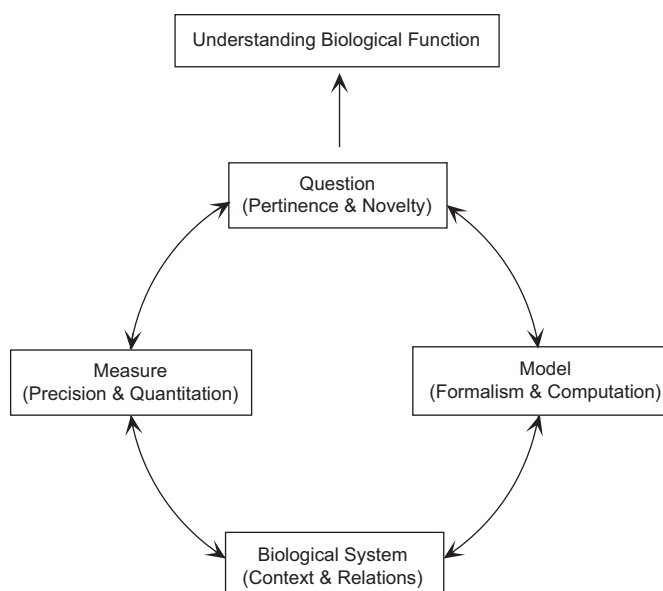 Understanding Biological Function
Question
(Pertinence & Novelty)
Measure
(Precision & Quantitation)
Model
(Formalism & Computation)
Biological System
(Context & Relations)